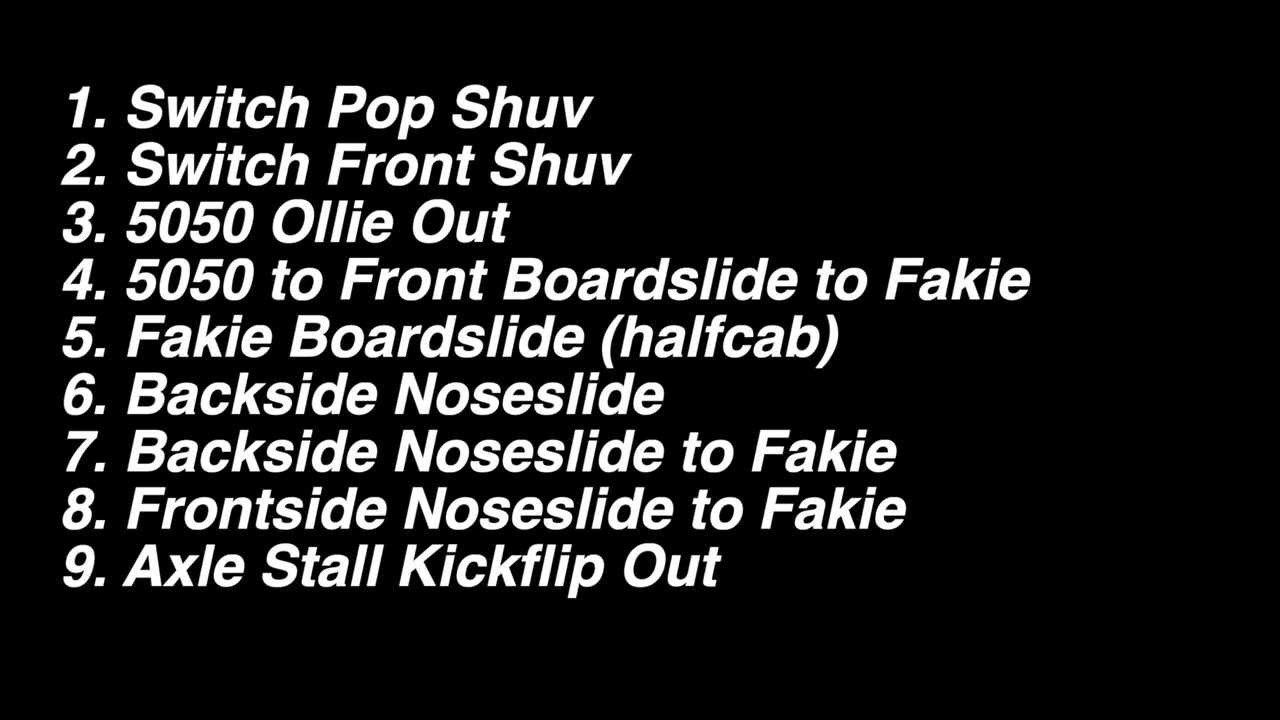 1. Switch Pop Shuv
2. Switch Front Shuv
3. 5050 Ollie Out
4. 5050 to Front Boardslide to Fakie
5. Fakie Boardslide (halfcab)
6. Backside Noseslide
7. Backside Noseslide to Fakie
8. Frontside Noseslide to Fakie
9. Axle Stall Kickflip Out